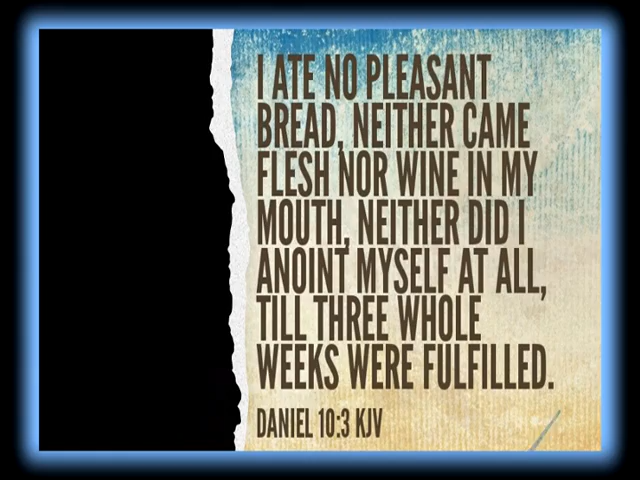 I ATE NO PLEASANT
BREAD, NEITHER CAME
FLESH NOR WINE IN MY
MOUTH, NEITHER DID I
ANOINT MYSELF AT ALL,
TILL THREE WHOLE
WEEKS WERE FULFILLED.
DANIEL 10:3 KJV